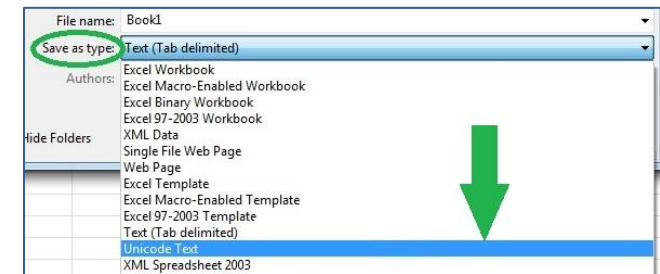 File name: Book1
Save as type: Text (Tab delimited)
Authors:
Excel Workbook
Excel Macro-Enabled Workbook
Excel Binary Workbook
Excel 97-2003 Workbook
XML Data
Hide Folders
Single File Web Page
Web Page
Excel Template
Excel Macro-Enabled Template
Excel 97-2003 Template
Text (Tab delimited)
Unicode Text
XML Spreadsheet 2003